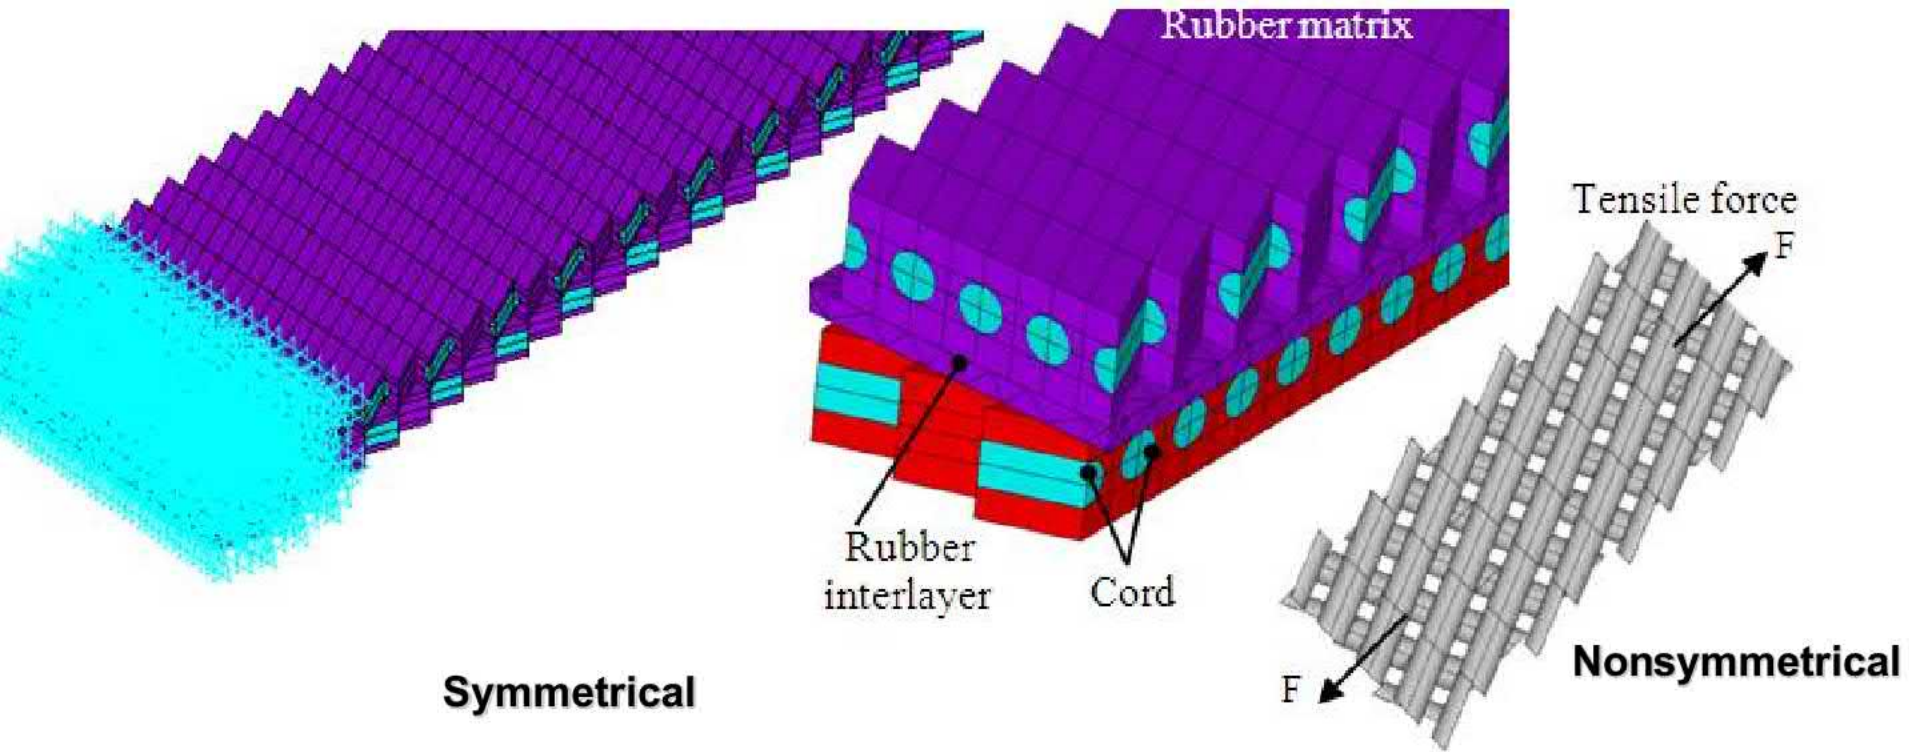 Rubber matrix
Tensile force
F
Rubber
interlayer
Cord
F
Symmetrical
Nonsymmetrical